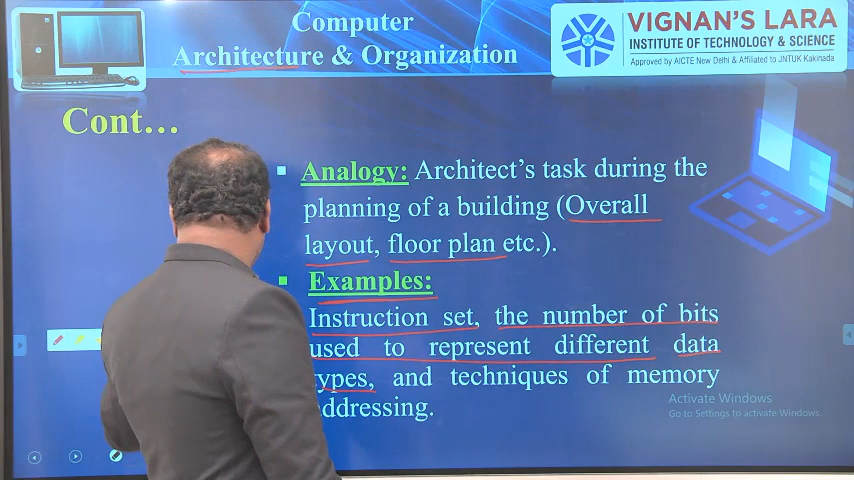 Computer
Architecture & Organization
VIGNAN'S LARA
INSTITUTE OF TECHNOLOGY & SCIENCE
Approved by AICTE New Delhi & Affiliated to JNTUK Kakinada
Cont...
▪ Analogy: Architect's task during the
planning of a building (Overall
layout, floor plan etc.).
▪ Examples:
Instruction set, the number of bits
used to represent different data
types, and techniques of memory
addressing.
Activate Windows
Go to Settings to activate Windows.